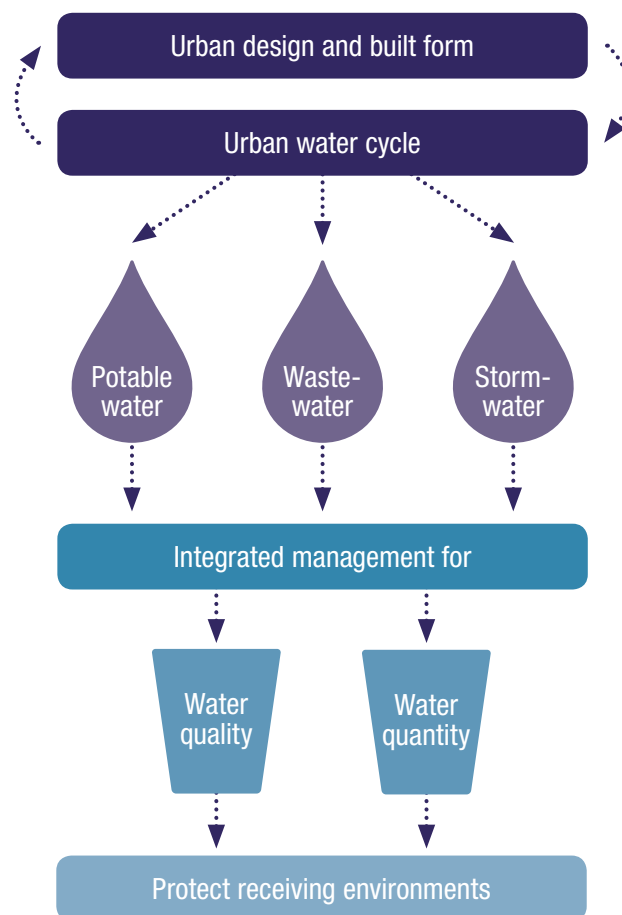 Urban design and built form
Urban water cycle
Potable
water
Waste-
water
Storm-
water
Integrated management for
Water
quality
Water
quantity
Protect receiving environments